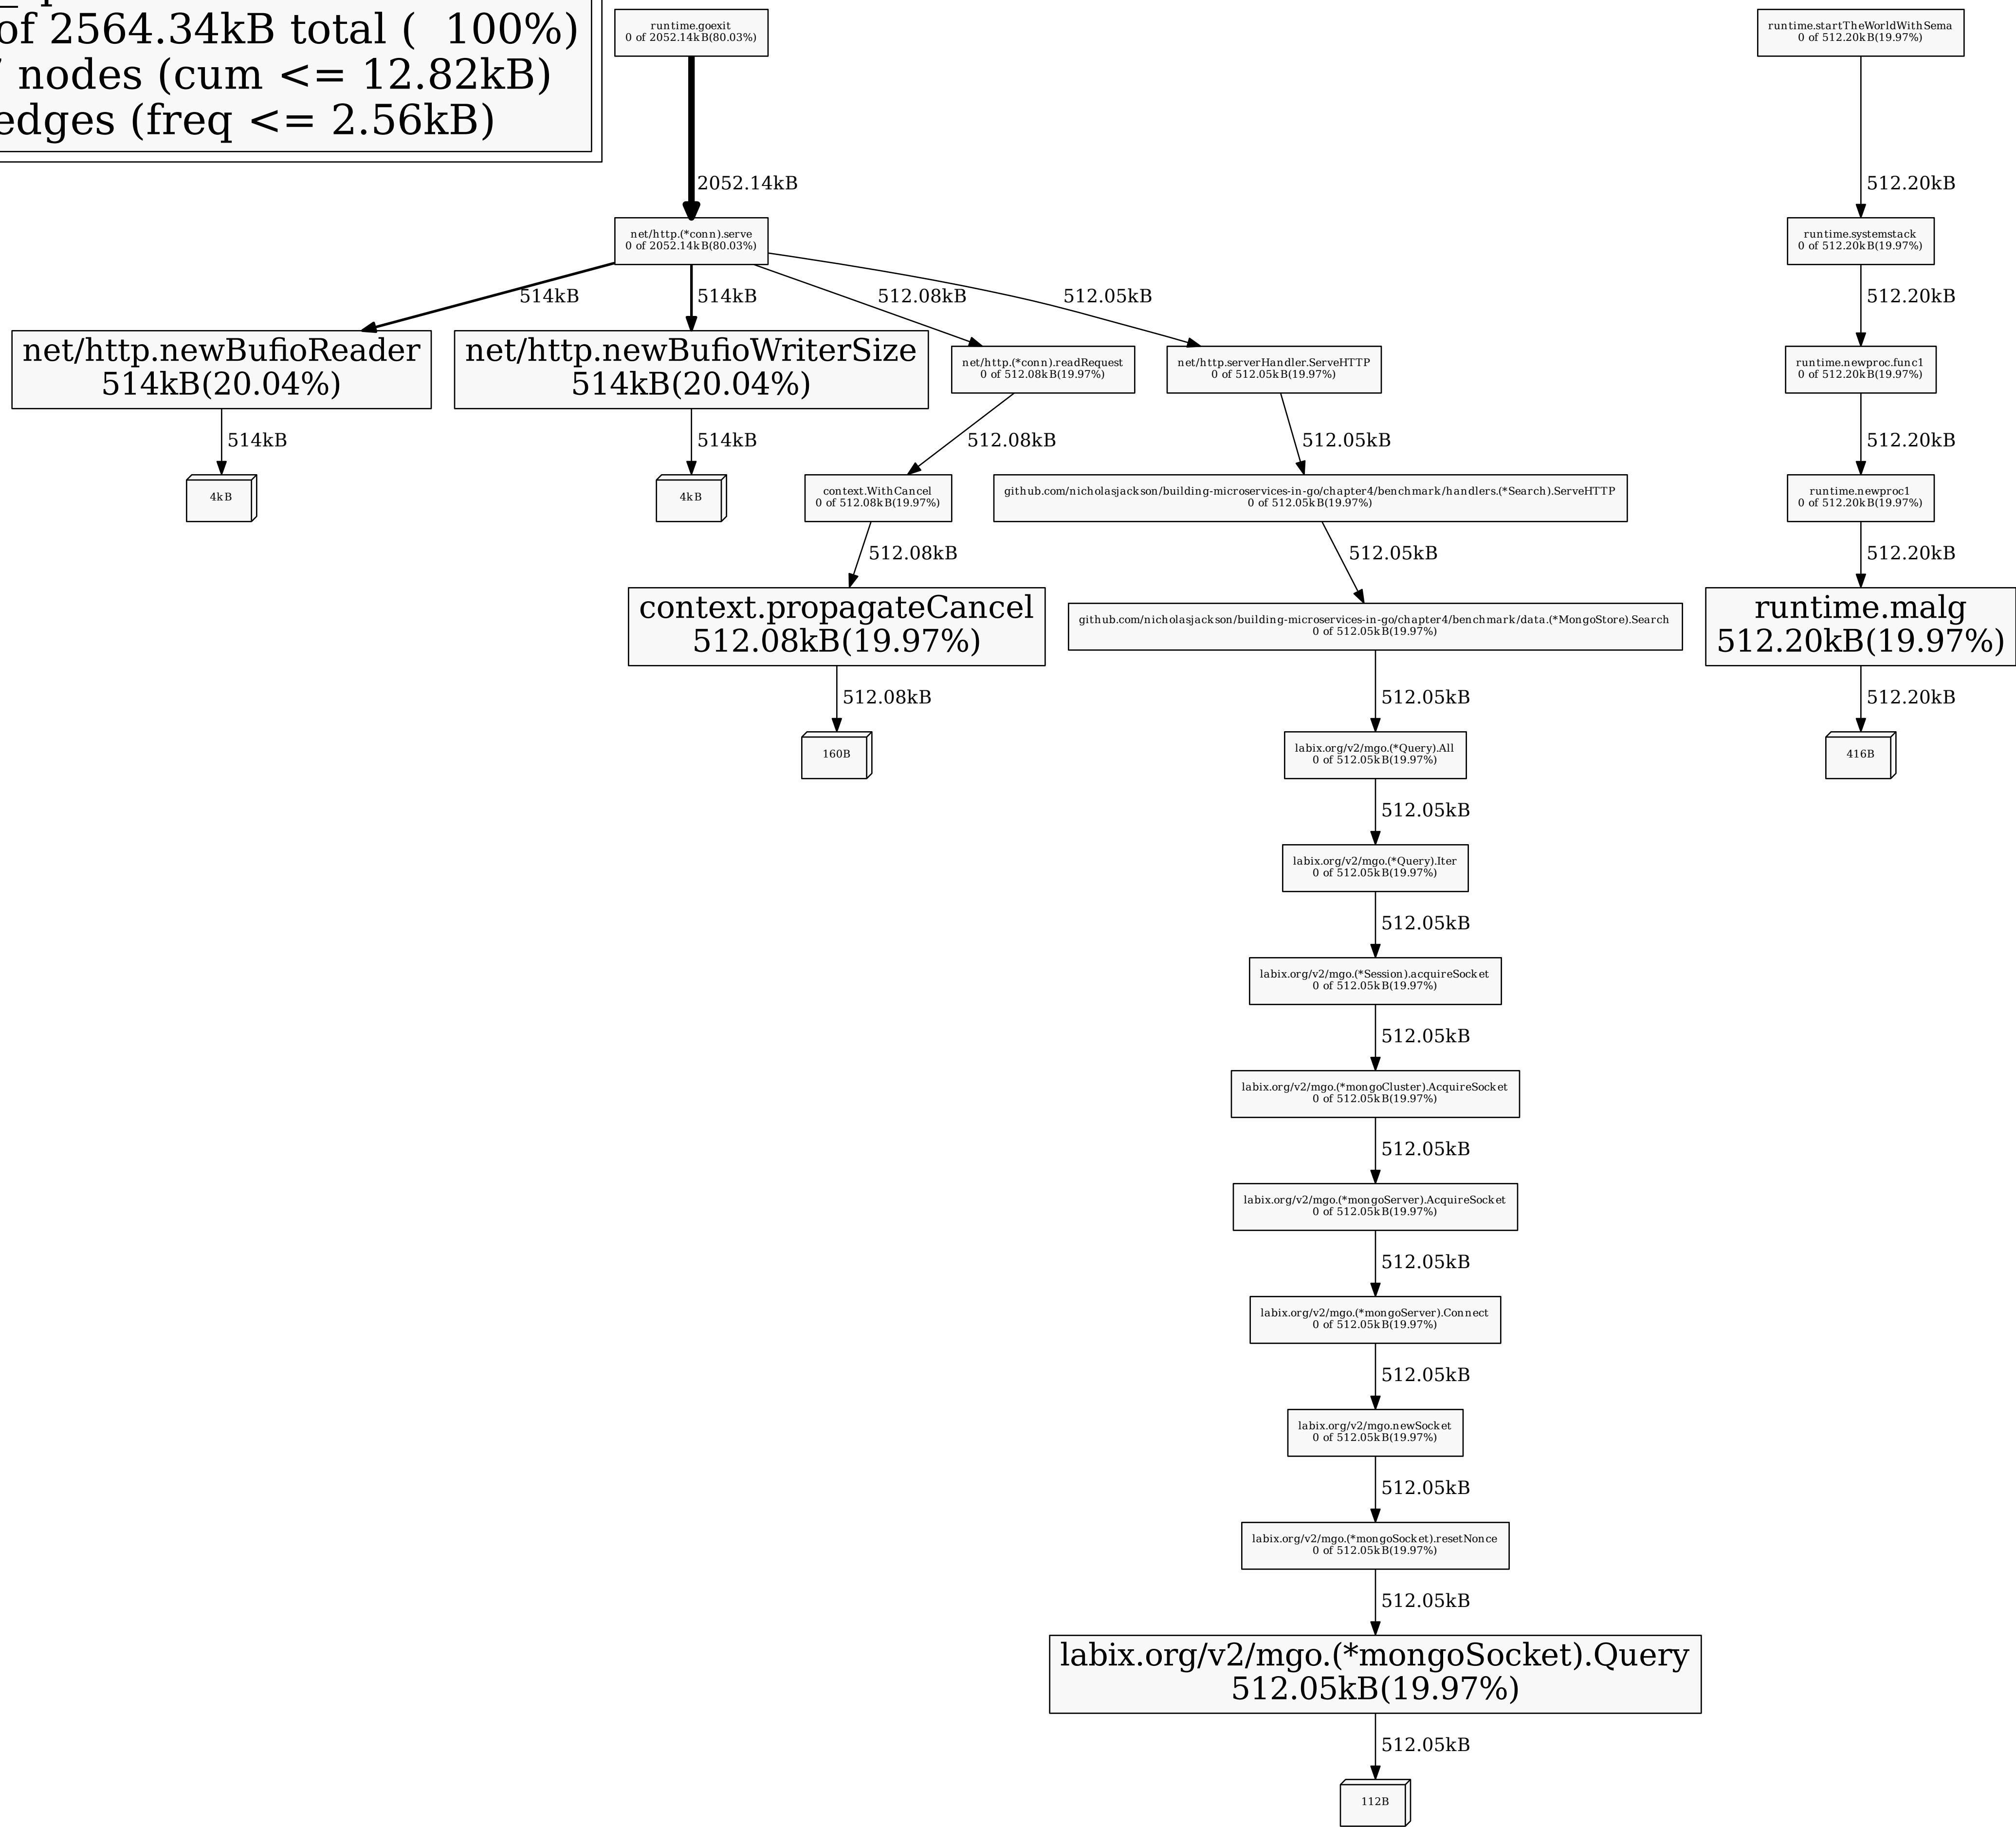 of 2564.34kB total (  100%)
nodes (cum <= 12.82kB)
edges (freq <= 2.56kB)
runtime.goexit
0 of 2052.14kB(80.03%)
runtime.startTheWorldWithSema
0 of 512.20kB(19.97%)
2052.14kB
512.20kB
net/http.(*conn).serve
0 of 2052.14kB(80.03%)
runtime.systemstack
0 of 512.20kB(19.97%)
514kB
514kB
512.08kB
512.05kB
512.20kB
net/http.newBufioReader
514kB(20.04%)
net/http.newBufioWriterSize
514kB(20.04%)
net/http.(*conn).readRequest
0 of 512.08kB(19.97%)
net/http.serverHandler.ServeHTTP
0 of 512.05kB(19.97%)
runtime.newproc.func1
0 of 512.20kB(19.97%)
514kB
514kB
512.08kB
512.05kB
512.20kB
4kB
4kB
context.WithCancel
0 of 512.08kB(19.97%)
github.com/nicholasjackson/building-microservices-in-go/chapter4/benchmark/handlers.(*Search).ServeHTTP
0 of 512.05kB(19.97%)
runtime.newproc1
0 of 512.20kB(19.97%)
512.08kB
512.05kB
512.20kB
context.propagateCancel
512.08kB(19.97%)
github.com/nicholasjackson/building-microservices-in-go/chapter4/benchmark/data.(*MongoStore).Search
0 of 512.05kB(19.97%)
runtime.malg
512.20kB(19.97%)
512.08kB
512.05kB
512.20kB
160B
labix.org/v2/mgo.(*Query).All
0 of 512.05kB(19.97%)
416B
512.05kB
labix.org/v2/mgo.(*Query).Iter
0 of 512.05kB(19.97%)
512.05kB
labix.org/v2/mgo.(*Session).acquireSocket
0 of 512.05kB(19.97%)
512.05kB
labix.org/v2/mgo.(*mongoCluster).AcquireSocket
0 of 512.05kB(19.97%)
512.05kB
labix.org/v2/mgo.(*mongoServer).AcquireSocket
0 of 512.05kB(19.97%)
512.05kB
labix.org/v2/mgo.(*mongoServer).Connect
0 of 512.05kB(19.97%)
512.05kB
labix.org/v2/mgo.newSocket
0 of 512.05kB(19.97%)
512.05kB
labix.org/v2/mgo.(*mongoSocket).resetNonce
0 of 512.05kB(19.97%)
512.05kB
labix.org/v2/mgo.(*mongoSocket).Query
512.05kB(19.97%)
512.05kB
112B